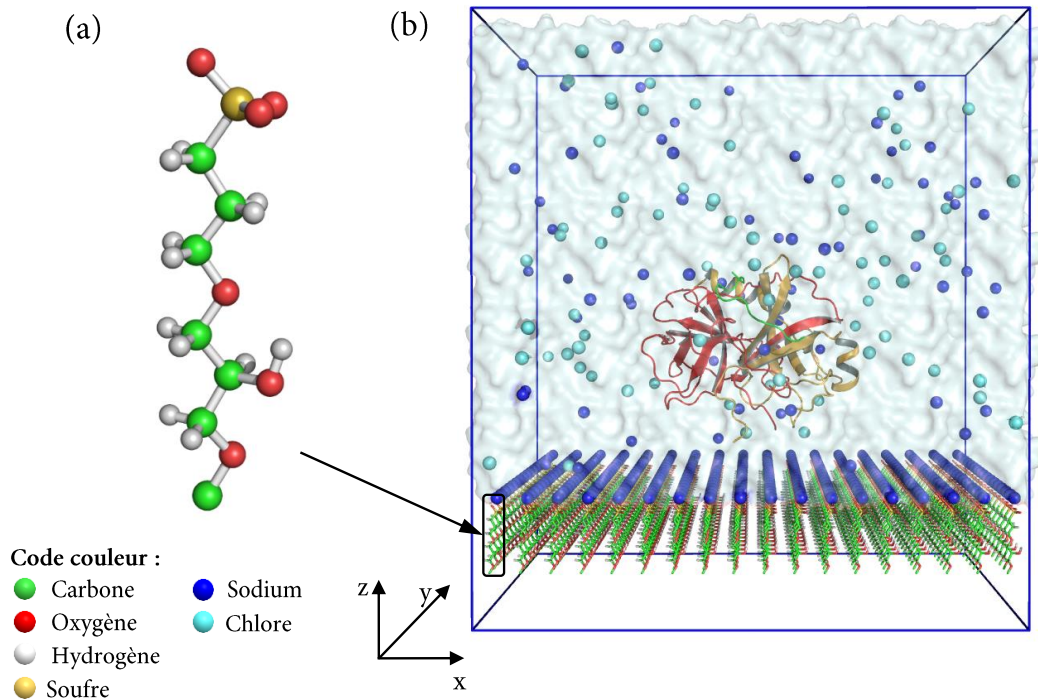 (a)
(b)
Code couleur :
Carbone
Oxygène
Hydrogène
Soufre
Sodium
Chlore
z
y
x